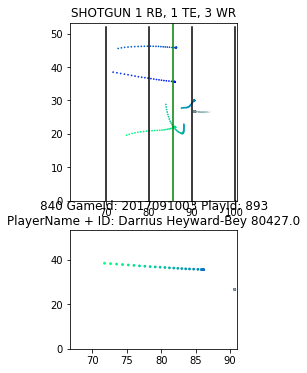 SHOTGUN 1 RB, 1 TE, 3 WR
50
40
30
20
10
0
70 80 90 100
840 GameId: 2017091003 PlayId: 893
PlayerName + ID: Darrius Heyward-Bey 80427.0
40
20
0
70 75 80 85 90